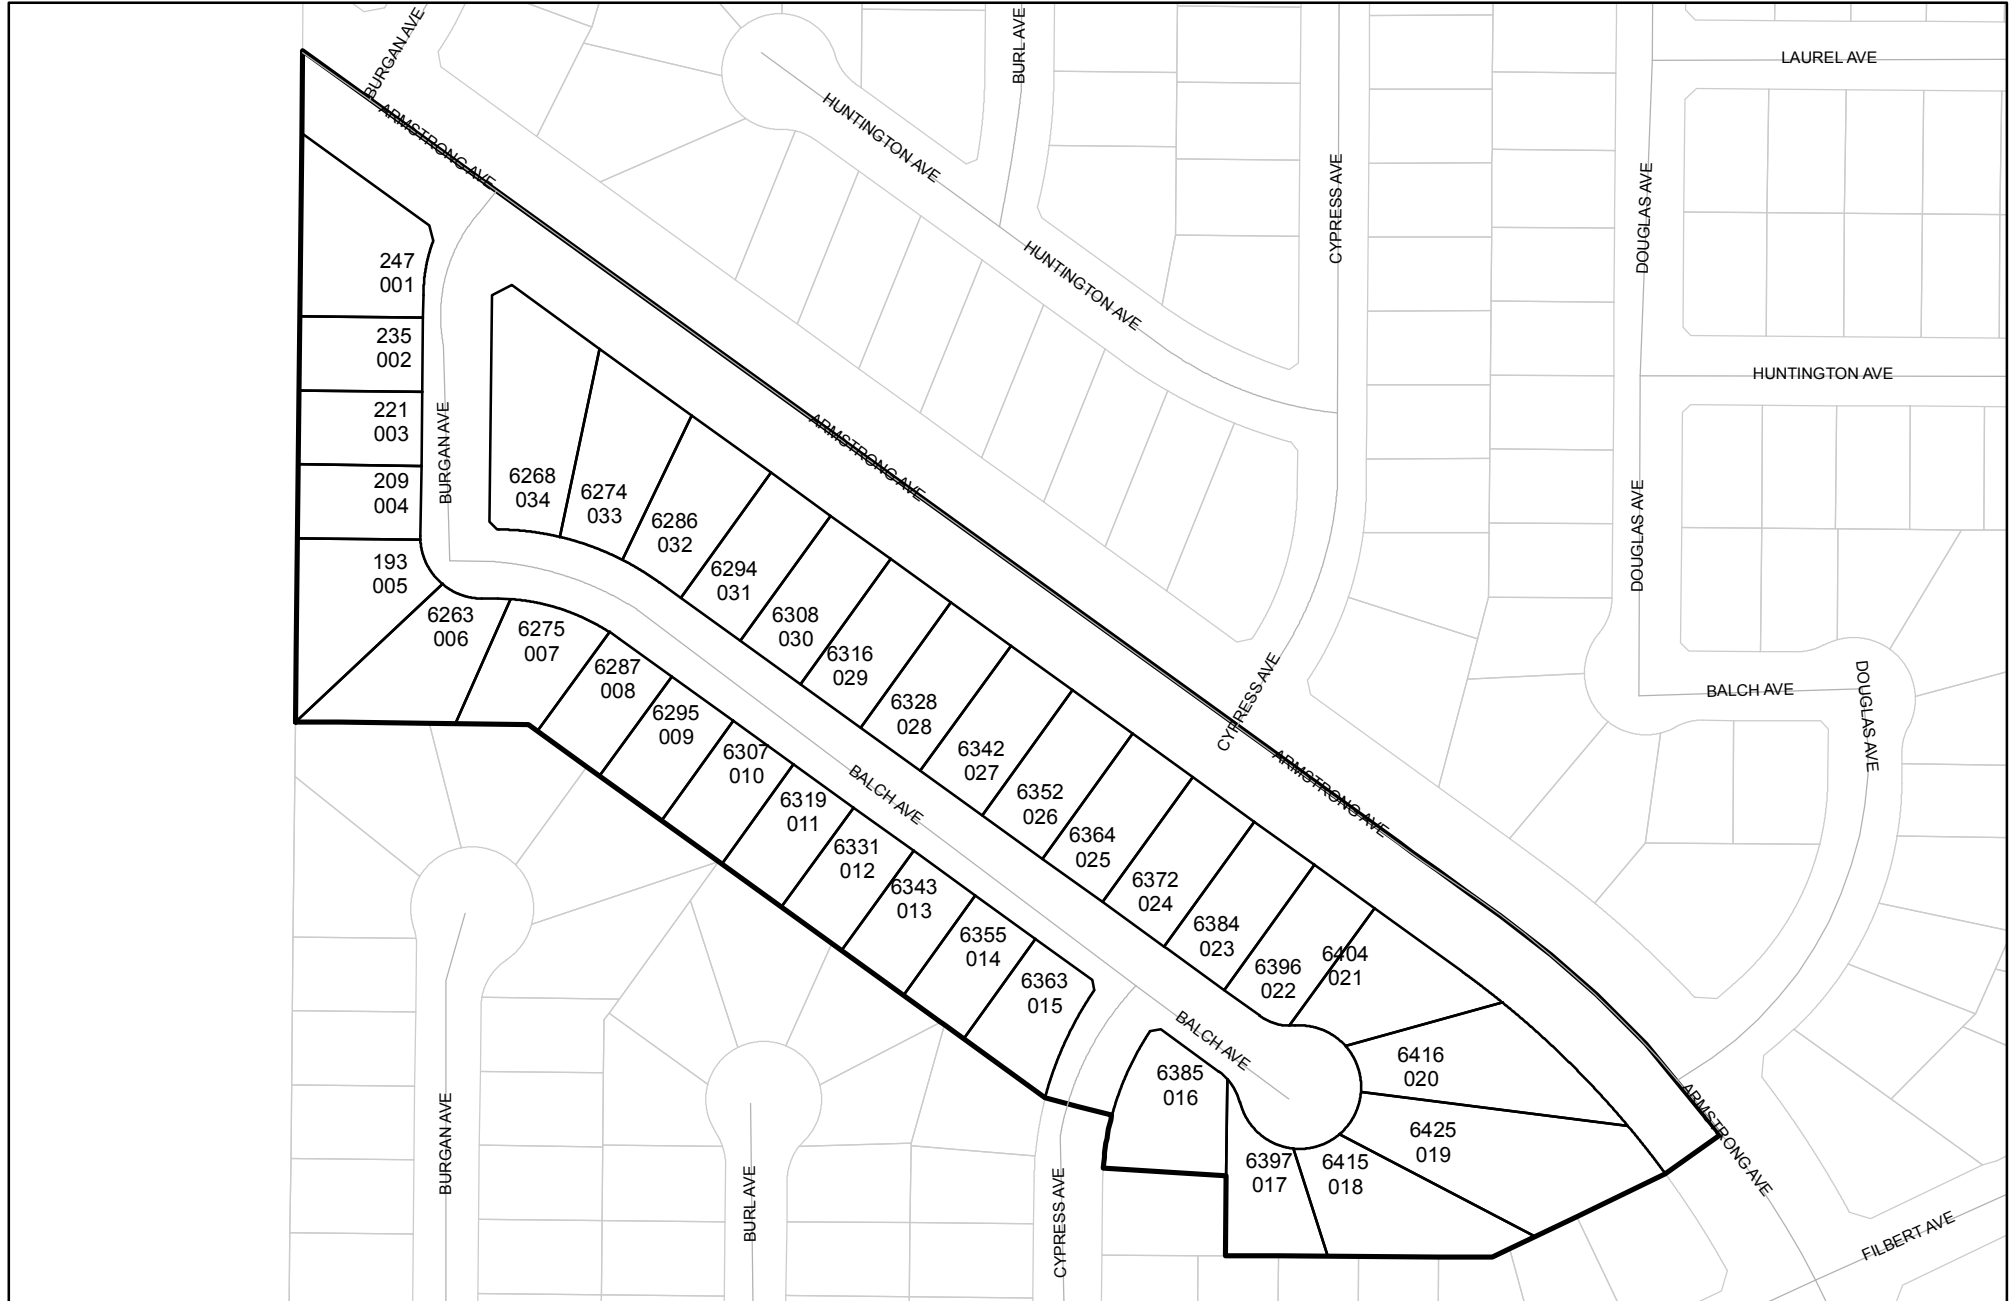 BURGAN AVE
BURL AVE
LAUREL AVE
ARMSTRONG AVE
HUNTINGTON AVE
HUNTINGTON AVE
CYPRESS AVE
DOUGLAS AVE
HUNTINGTON AVE
247
001
235
002
221
003
209
004
193
005
BURGAN AVE
ARMSTRONG AVE
DOUGLAS AVE
6268
034
6274
033
6286
032
6294
031
6308
030
6316
029
6328
028
6342
027
6352
026
6364
025
6372
024
6384
023
6396
022
6404
021
6416
020
6425
019
6415
018
6397
017
6385
016
6263
006
6275
007
6287
008
6295
009
6307
010
6319
011
6331
012
6343
013
6355
014
6363
015
BALCH AVE
CYPRESS AVE
ARMSTRONG AVE
BALCH AVE
DOUGLAS AVE
BALCH AVE
ARMSTRONG AVE
BURGAN AVE
BURL AVE
CYPRESS AVE
FILBERT AVE